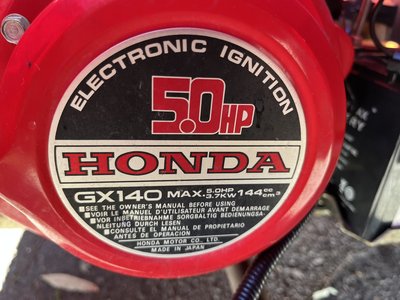 ELECTRONIC IGNITION
5.0HP
HONDA
GX140 MAX. 5.0HP 3.7KW 144cc cm³
■SEE THE OWNER'S MANUAL BEFORE USING
■VOIR LE MANUEL D'UTILISATEUR AVANT DEMARRAGE
■VOR INBETRIEBNAHME SORGBALTIG BEDIENUNGSA-
NLEITUNG DURCH LESEN
■CONSULTE EL MANUAL DE PROPIETARIO
ANTES DE OPERACION
HONDA MOTOR CO., LTD.
MADE IN JAPAN